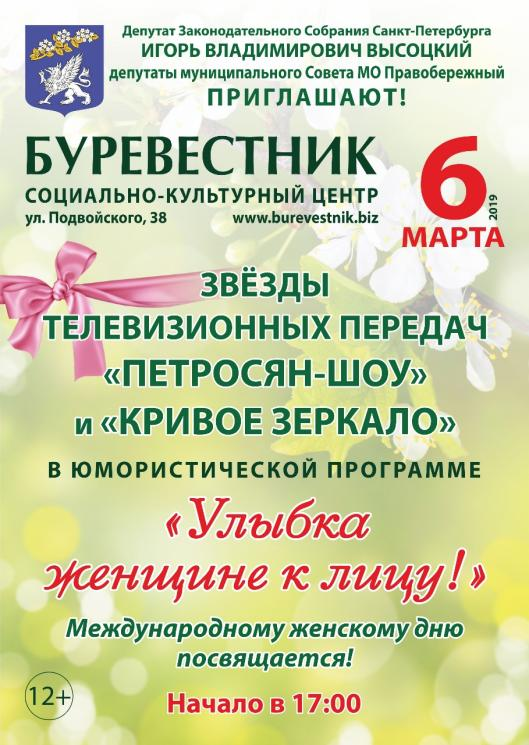 Депутат Законодательного Собрания Санкт-Петербурга
ИГОРЬ ВЛАДИМИРОВИЧ ВЫСОЦКИЙ
депутаты муниципального Совета МО Правобережный
ПРИГЛАШАЮТ!
БУРЕВЕСТНИК
СОЦИАЛЬНО-КУЛЬТУРНЫЙ ЦЕНТР
ул. Подвойского, 38 www.burevestnik.biz
6
2019
МАРТА
ЗВЁЗДЫ
ТЕЛЕВИЗИОННЫХ ПЕРЕДАЧ
«ПЕТРОСЯН-ШОУ»
и «КРИВОЕ ЗЕРКАЛО»
В ЮМОРИСТИЧЕСКОЙ ПРОГРАММЕ
«Улыбка
женщине к лицу!»
Международному женскому дню
посвящается!
12+
Начало в 17:00